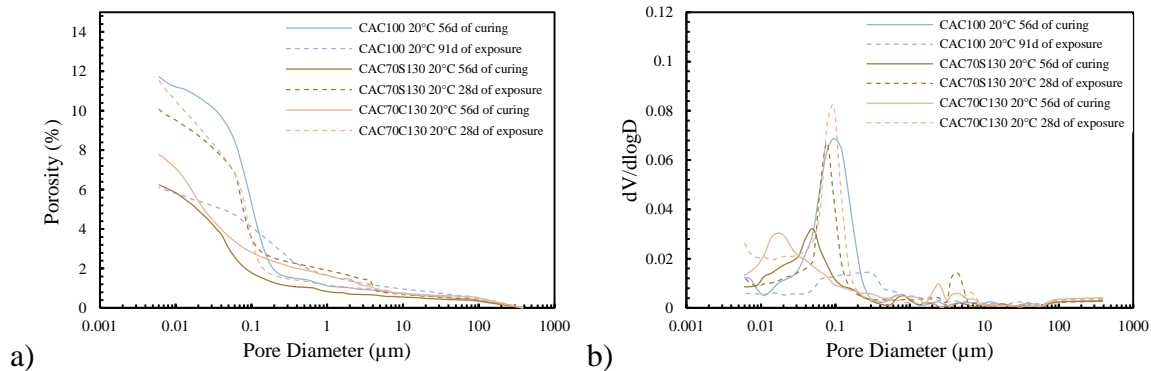 14
12
10
8
6
4
2
0
Porosity (%)
0.001 0.01 0.1 1 10 100 1000
Pore Diameter (µm)
CAC100 20°C 56d of curing
CAC100 20°C 91d of exposure
CAC70S130 20°C 56d of curing
CAC70S130 20°C 28d of exposure
CAC70C130 20°C 56d of curing
CAC70C130 20°C 28d of exposure
a)
0.12
0.1
0.08
0.06
0.04
0.02
0
dV/dlogD
0.001 0.01 0.1 1 10 100 1000
Pore Diameter (µm)
CAC100 20°C 56d of curing
CAC100 20°C 91d of exposure
CAC70S130 20°C 56d of curing
CAC70S130 20°C 28d of exposure
CAC70C130 20°C 56d of curing
CAC70C130 20°C 28d of exposure
b)